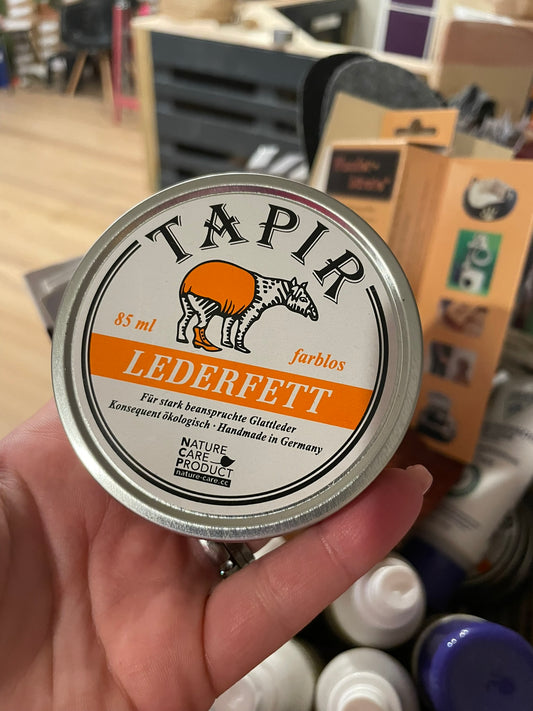 TAPIR
85 ml
farblos
LEDERFETT
Für stark beanspruchte Glattleder
Konsequent ökologisch · Handmade in Germany
NATURE
CARE
PRODUCT
nature-care.cc